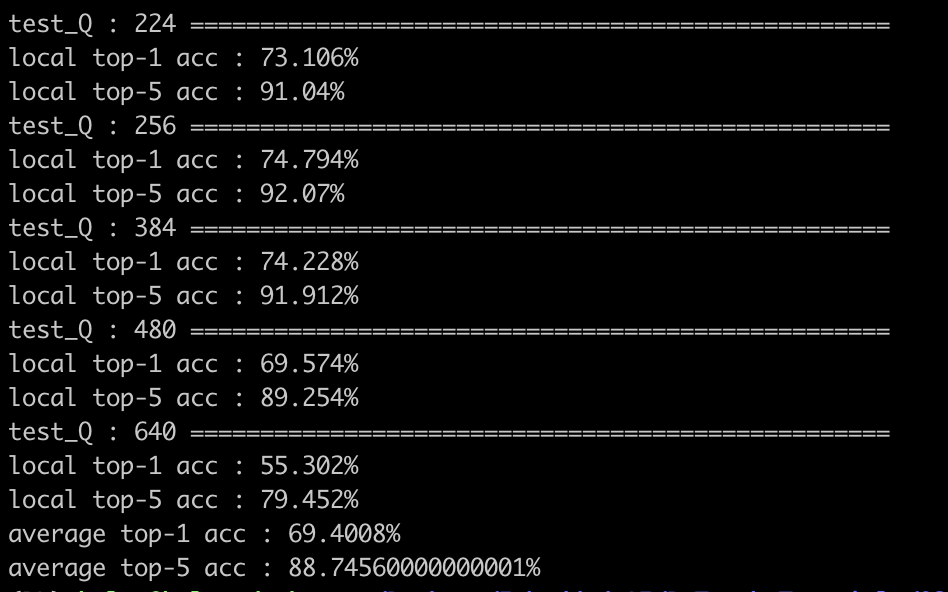 test_Q : 224 ==================================================
local top-1 acc : 73.106%
local top-5 acc : 91.04%
test_Q : 256 ==================================================
local top-1 acc : 74.794%
local top-5 acc : 92.07%
test_Q : 384 ==================================================
local top-1 acc : 74.228%
local top-5 acc : 91.912%
test_Q : 480 ==================================================
local top-1 acc : 69.574%
local top-5 acc : 89.254%
test_Q : 640 ==================================================
local top-1 acc : 55.302%
local top-5 acc : 79.452%
average top-1 acc : 69.4008%
average top-5 acc : 88.74560000000001%